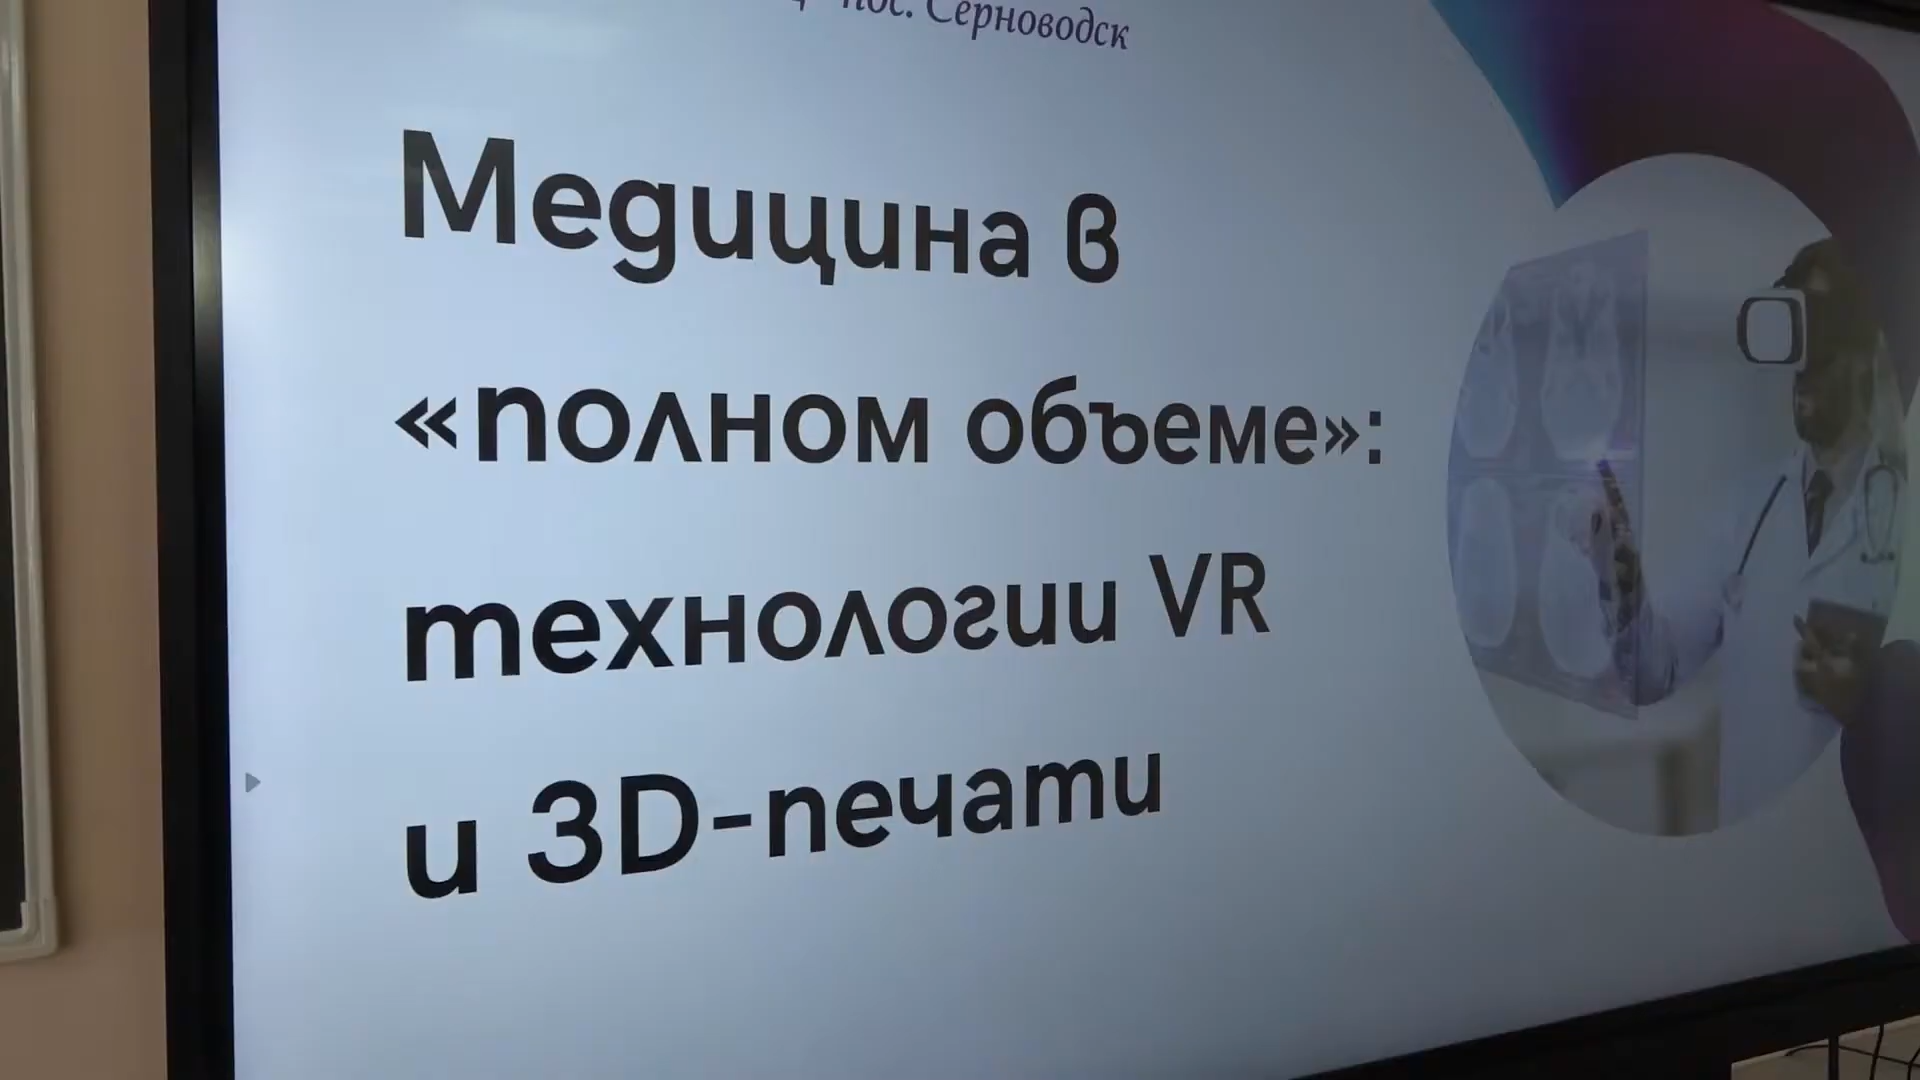 пос. Серноводск
Медицина в
«полном объеме»:
технологии VR
и 3D-печати